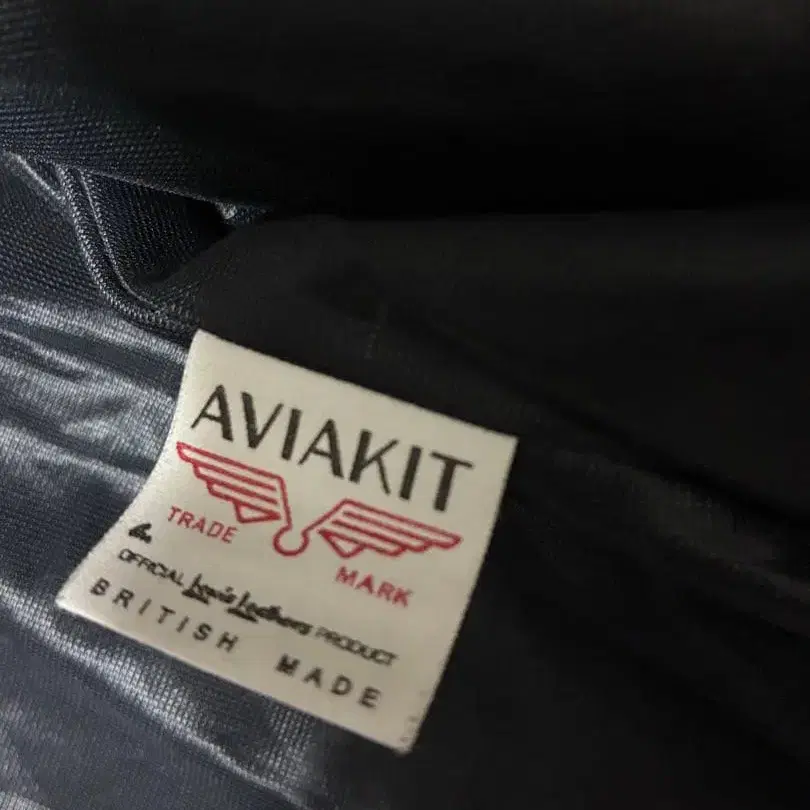 AVIAKIT
TRADE MARK
An
OFFICIAL Lewis Leathers PRODUCT
BRITISH MADE